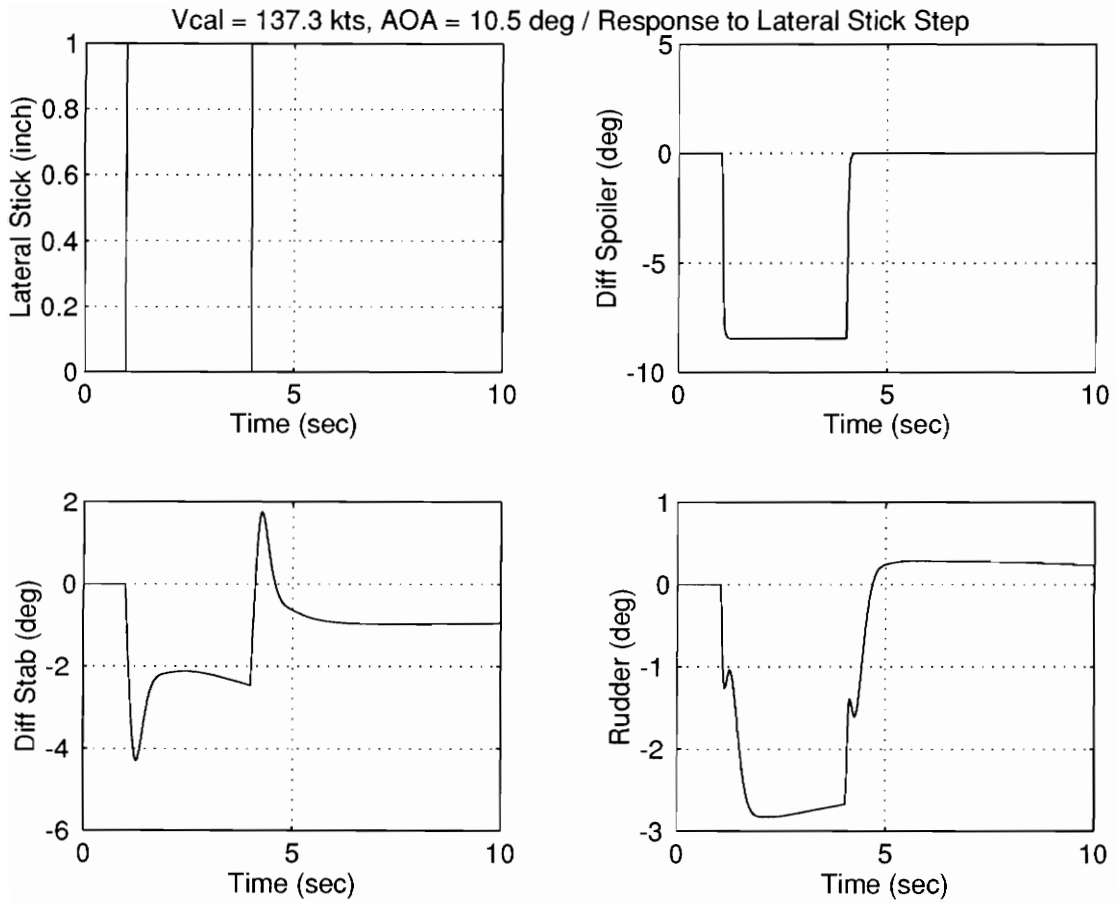 Vcal = 137.3 kts, AOA = 10.5 deg / Response to Lateral Stick Step
Lateral Stick (inch)
1
0.8
0.6
0.4
0.2
0
0 5 10
Time (sec)
Diff Spoiler (deg)
5
0
-5
-10
0 5 10
Time (sec)
Diff Stab (deg)
2
0
-2
-4
-6
0 5 10
Time (sec)
Rudder (deg)
1
0
-1
-2
-3
0 5 10
Time (sec)